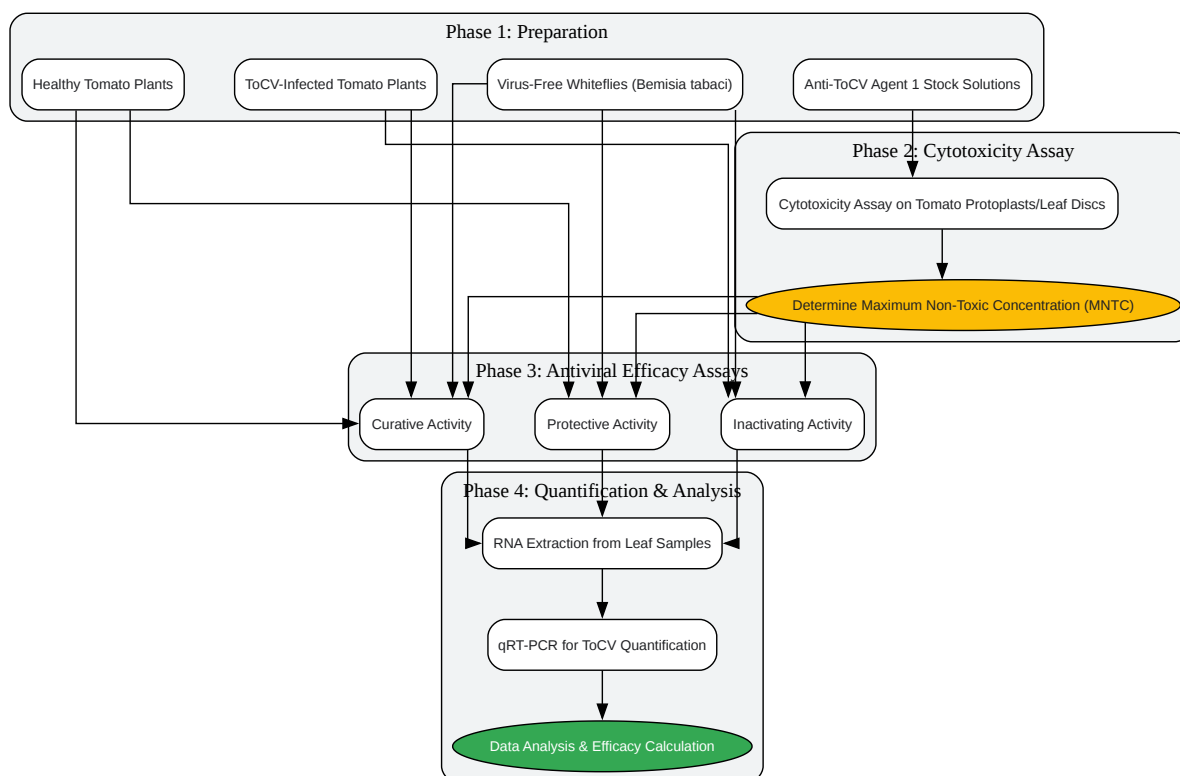 Phase 1: Preparation
Healthy Tomato Plants
ToCV-Infected Tomato Plants
Virus-Free Whiteflies (Bemisia tabaci)
Anti-ToCV Agent 1 Stock Solutions
Phase 2: Cytotoxicity Assay
Cytotoxicity Assay on Tomato Protoplasts/Leaf Discs
Determine Maximum Non-Toxic Concentration (MNTC)
Phase 3: Antiviral Efficacy Assays
Curative Activity
Protective Activity
Inactivating Activity
Phase 4: Quantification & Analysis
RNA Extraction from Leaf Samples
qRT-PCR for ToCV Quantification
Data Analysis & Efficacy Calculation